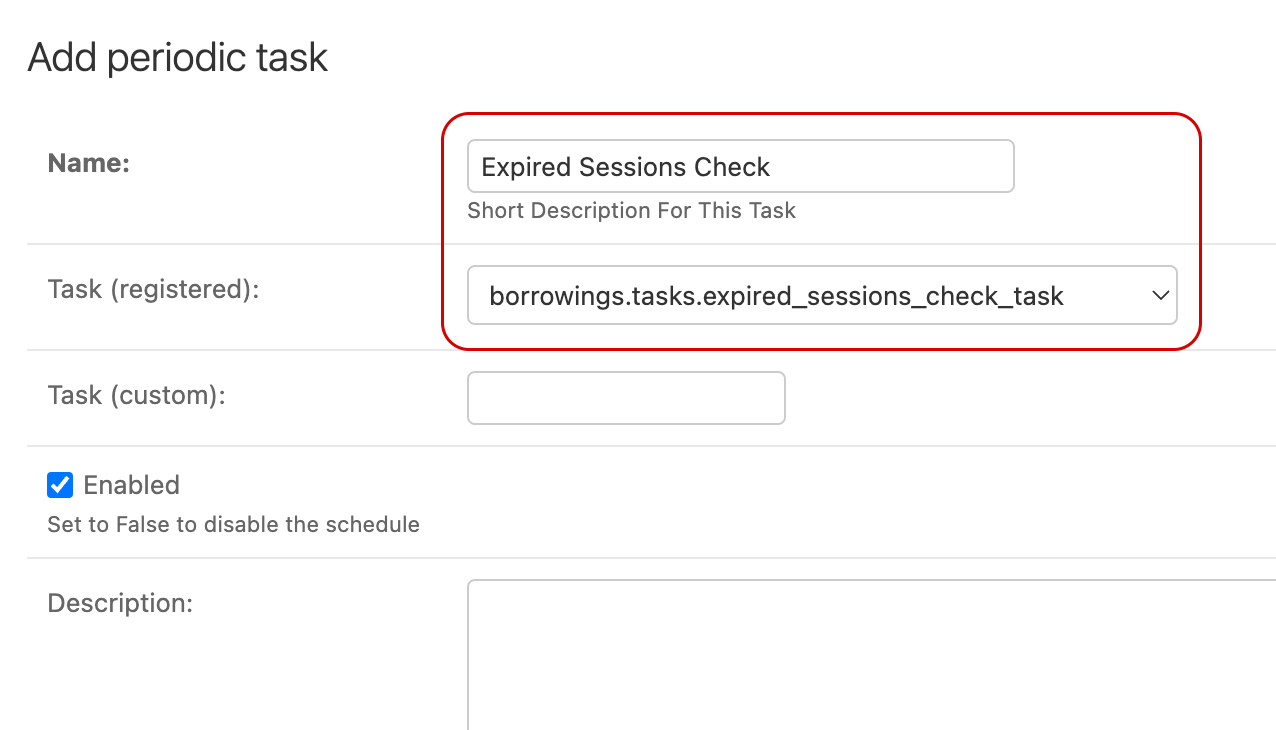 Add periodic task
Name:
Expired Sessions Check
Short Description For This Task
Task (registered):
borrowings.tasks.expired_sessions_check_task
Task (custom):
Enabled
Set to False to disable the schedule
Description: